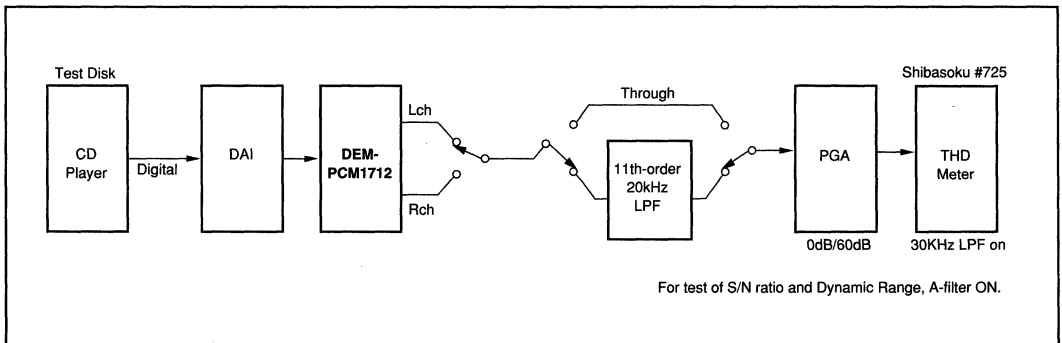 Test Disk
CD
Player
Digital
DAI
DEM-
PCM1712
Lch
Rch
Through
11th-order
20kHz
LPF
PGA
0dB/60dB
Shibasoku #725
THD
Meter
30KHz LPF on
For test of S/N ratio and Dynamic Range, A-filter ON.